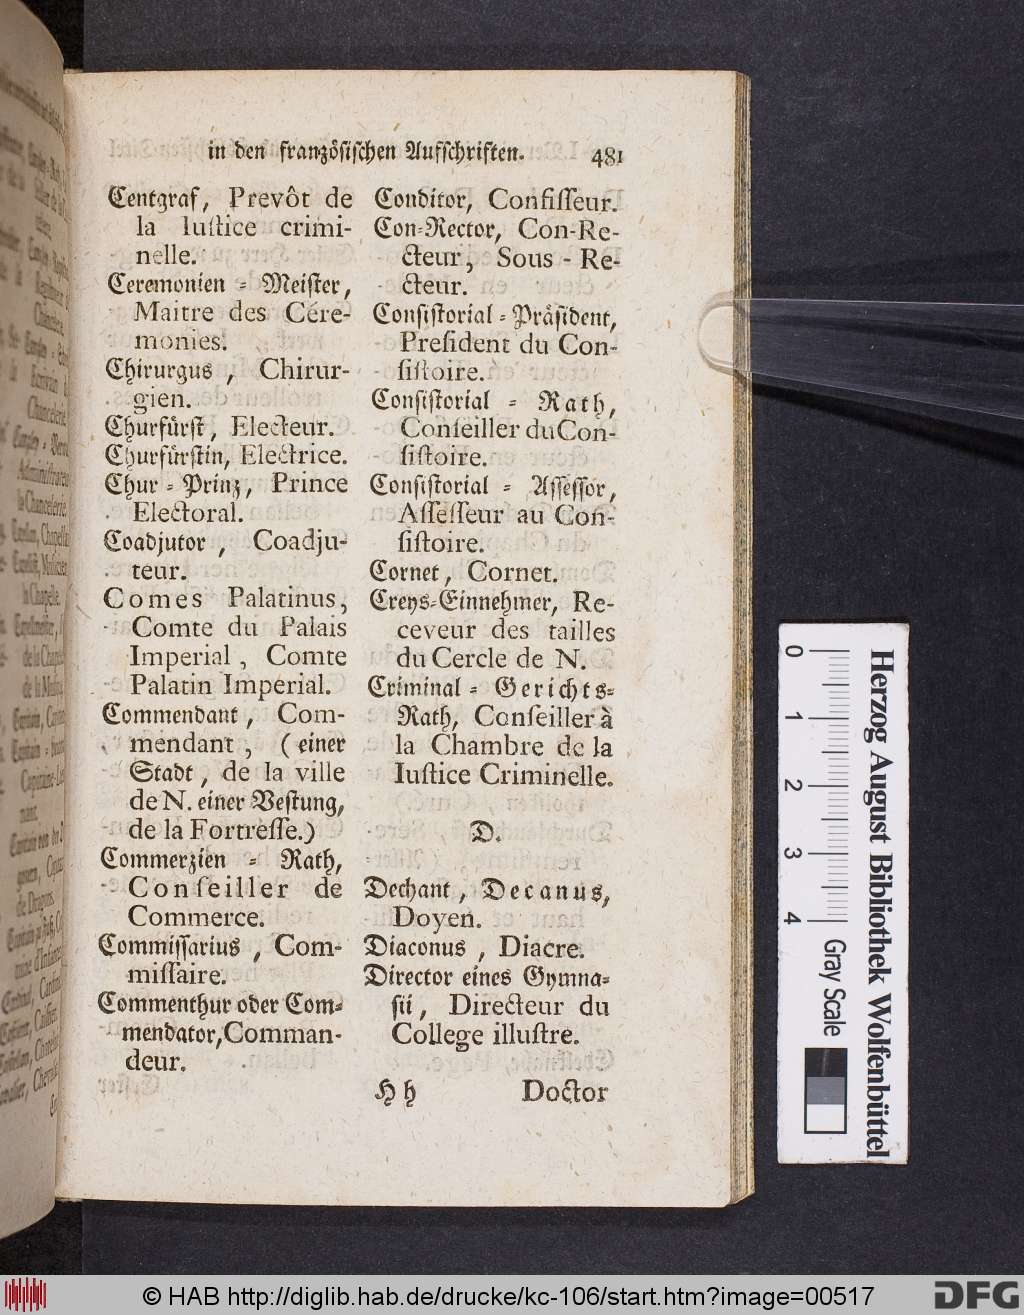 in den französischen Aufschriften. 481
Centgraf, Prevôt de
la Iuſtice crimi-
nelle.
Ceremonien - Meiſter,
Maitre des Cére-
monies.
Chirurgus , Chirur-
gien.
Churfürſt , Electeur.
Churfürſtin, Electrice.
Chur - Prinz, Prince
Electoral.
Coadjutor , Coadju-
teur.
Comes Palatinus,
Comte du Palais
Imperial , Comte
Palatin Imperial.
Commendant , Com-
mendant , ( einer
Stadt , de la ville
de N. einer Veſtung,
de la Fortreſſe.)
Commerzien - Rath,
Conſeiller de
Commerce.
Commiſſarius , Com-
miſſaire.
Commenthur oder Com-
mendator, Comman-
deur.
Conditor, Confiſſeur.
Con-Rector, Con-Re-
cteur, Sous - Re-
cteur.
Conſiſtorial - Präſident,
Preſident du Con-
ſiſtoire.
Conſiſtorial - Rath,
Conſeiller du Con-
ſiſtoire.
Conſiſtorial - Aſſeſſor,
Aſſeſſeur au Con-
ſiſtoire.
Cornet , Cornet.
Creys-Einnehmer, Re-
ceveur des tailles
du Cercle de N.
Criminal - Gerichts-
Rath, Conſeiller à
la Chambre de la
Iuſtice Criminelle.
D.
Dechant , Decanus,
Doyen.
Diaconus , Diacre.
Director eines Gymna-
ſii , Directeur du
College illuſtre.
H h Doctor
Herzog August Bibliothek Wolfenbüttel
0 1 2 3 4 Gray Scale
© HAB http://diglib.hab.de/drucke/kc-106/start.htm?image=00517
DFG